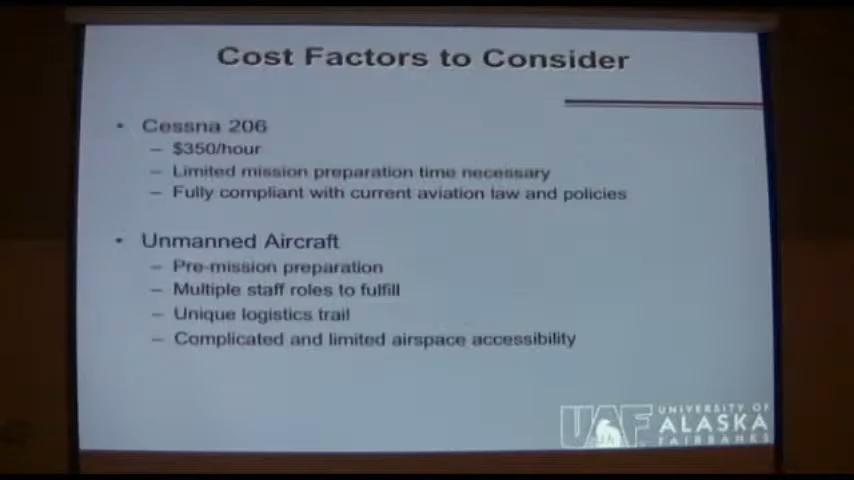 Cost Factors to Consider
• Cessna 206
– $350/hour
– Limited mission preparation time necessary
– Fully compliant with current aviation law and policies
• Unmanned Aircraft
– Pre-mission preparation
– Multiple staff roles to fulfill
– Unique logistics trail
– Complicated and limited airspace accessibility
UAF
UNIVERSITY OF
ALASKA
FAIRBANKS